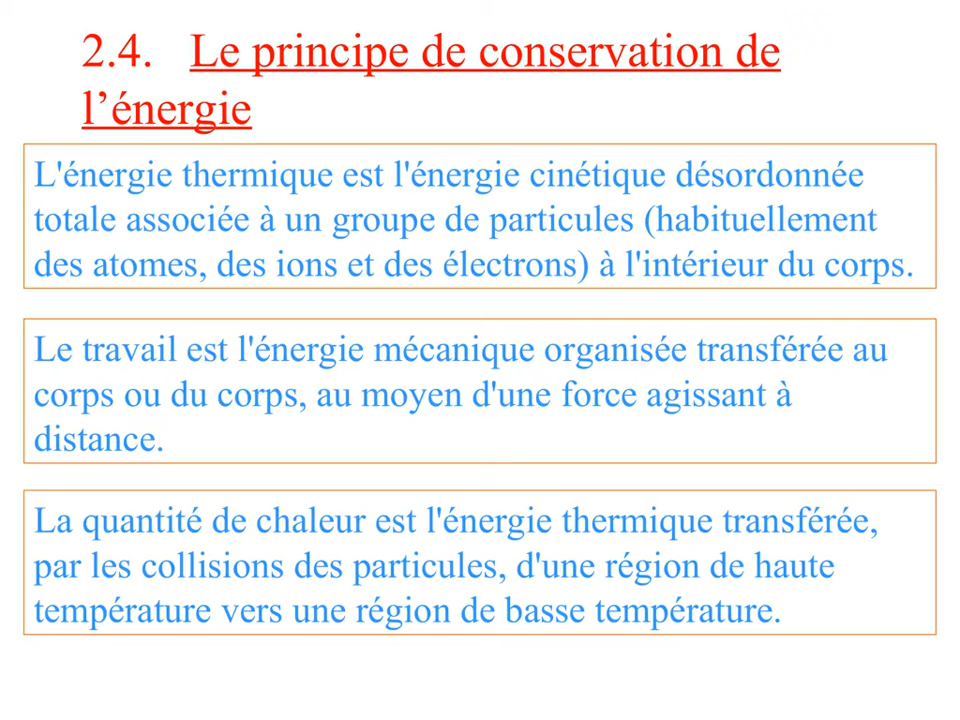 2.4. Le principe de conservation de
l’énergie
L'énergie thermique est l'énergie cinétique désordonnée
totale associée à un groupe de particules (habituellement
des atomes, des ions et des électrons) à l'intérieur du corps.
Le travail est l'énergie mécanique organisée transférée au
corps ou du corps, au moyen d'une force agissant à
distance.
La quantité de chaleur est l'énergie thermique transférée,
par les collisions des particules, d'une région de haute
température vers une région de basse température.